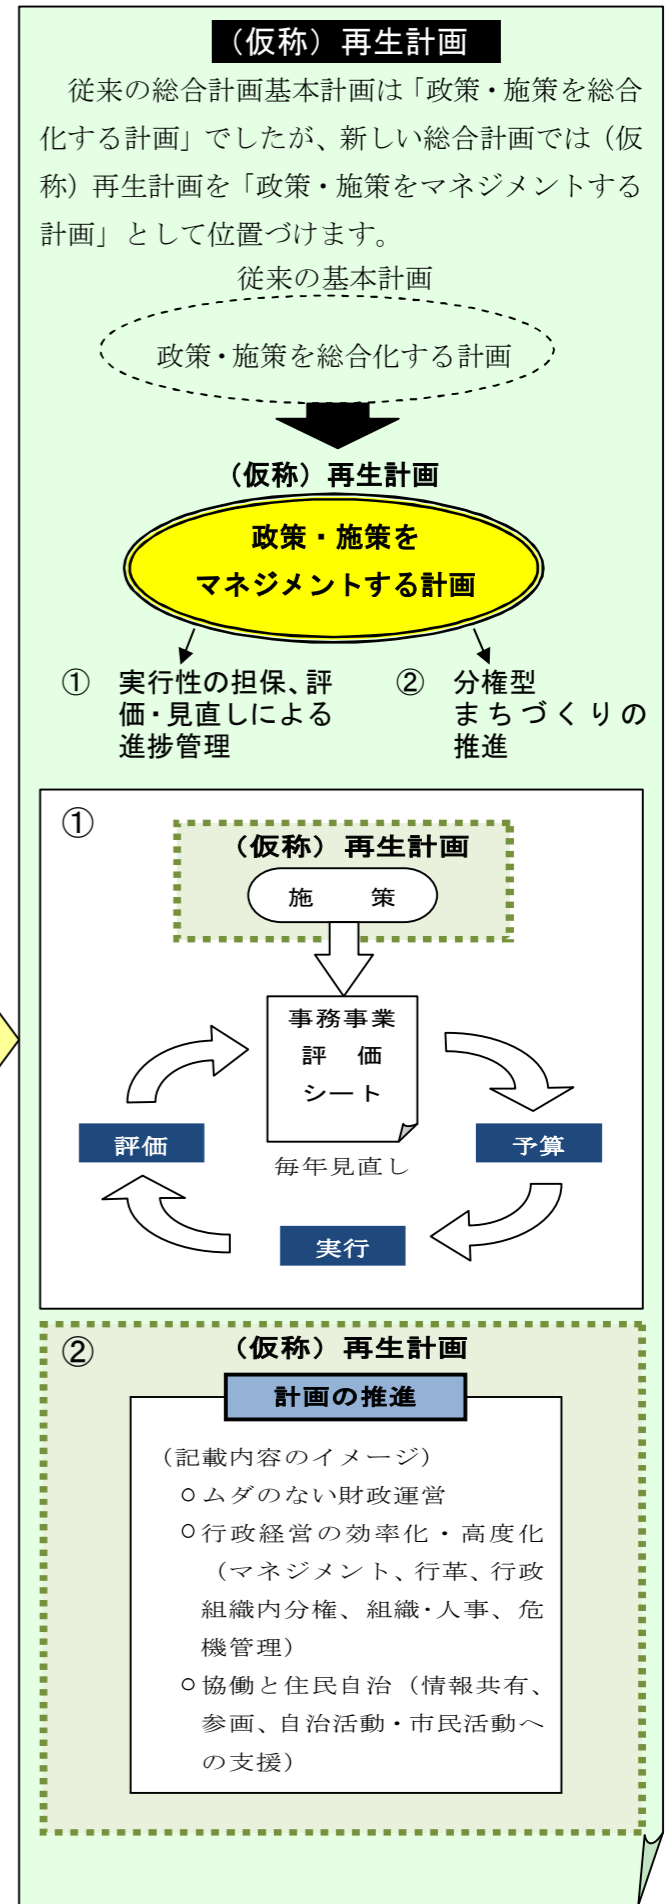 （仮称）再生計画
従来の総合計画基本計画は「政策・施策を総合
化する計画」でしたが、新しい総合計画では（仮
称）再生計画を「政策・施策をマネジメントする
計画」として位置づけます。
従来の基本計画
政策・施策を総合化する計画
（仮称）再生計画
政策・施策を
マネジメントする計画
① 実行性の担保、評
価・見直しによる
進捗管理
② 分権型
まちづくりの
推進
①
（仮称）再生計画
施　策
事務事業
評　価
シート
評価
予算
毎年見直し
実行
②
（仮称）再生計画
計画の推進
（記載内容のイメージ）
○ムダのない財政運営
○行政経営の効率化・高度化
（マネジメント、行革、行政
組織内分権、組織・人事、危
機管理）
○協働と住民自治（情報共有、
参画、自治活動・市民活動へ
の支援）